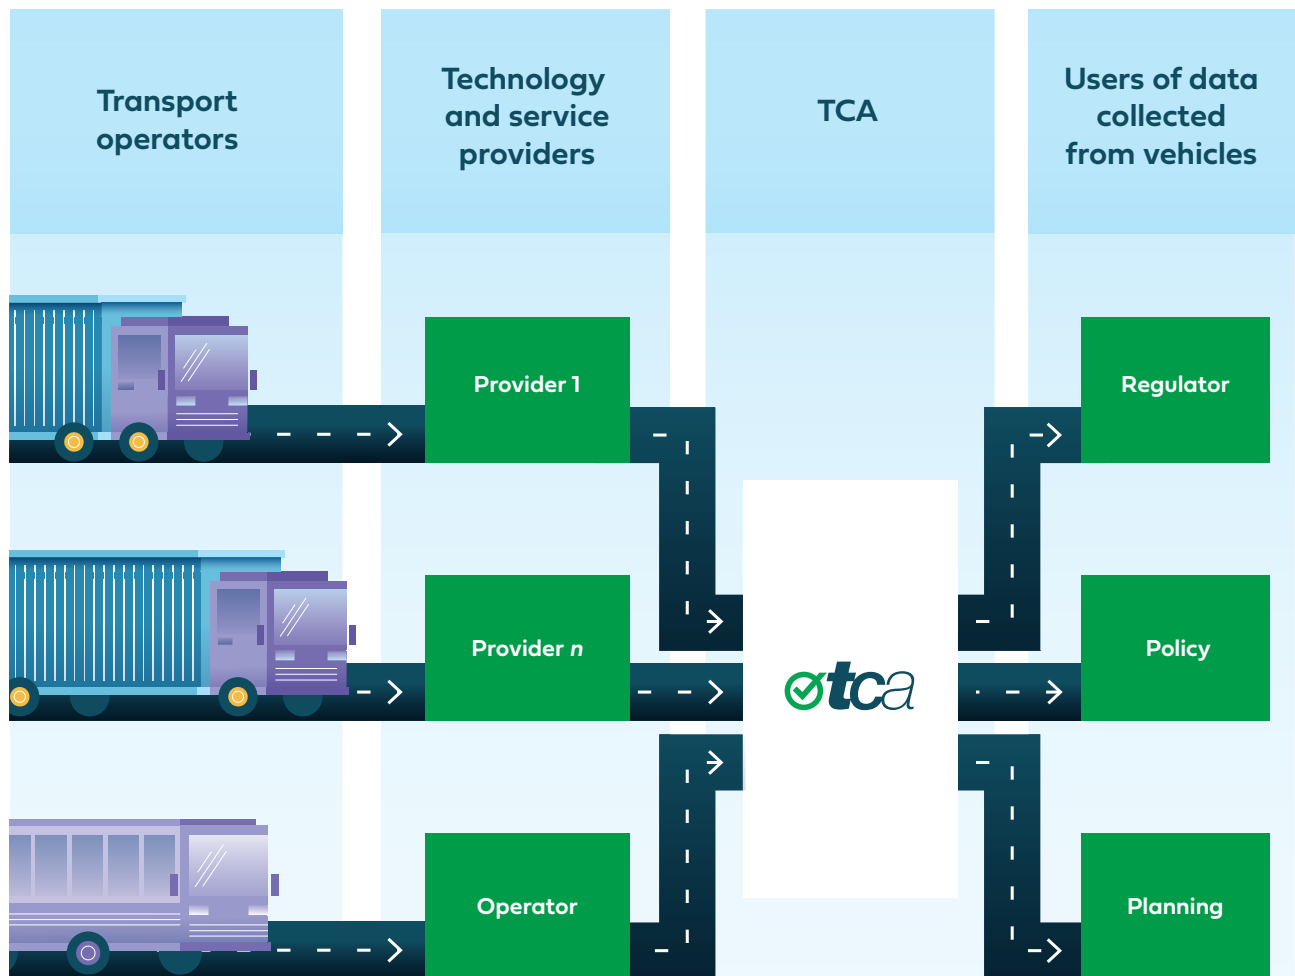 Transport
operators
Technology
and service
providers
TCA
Users of data
collected
from vehicles
Provider 1
Regulator
Provider n
tca
Policy
Operator
Planning